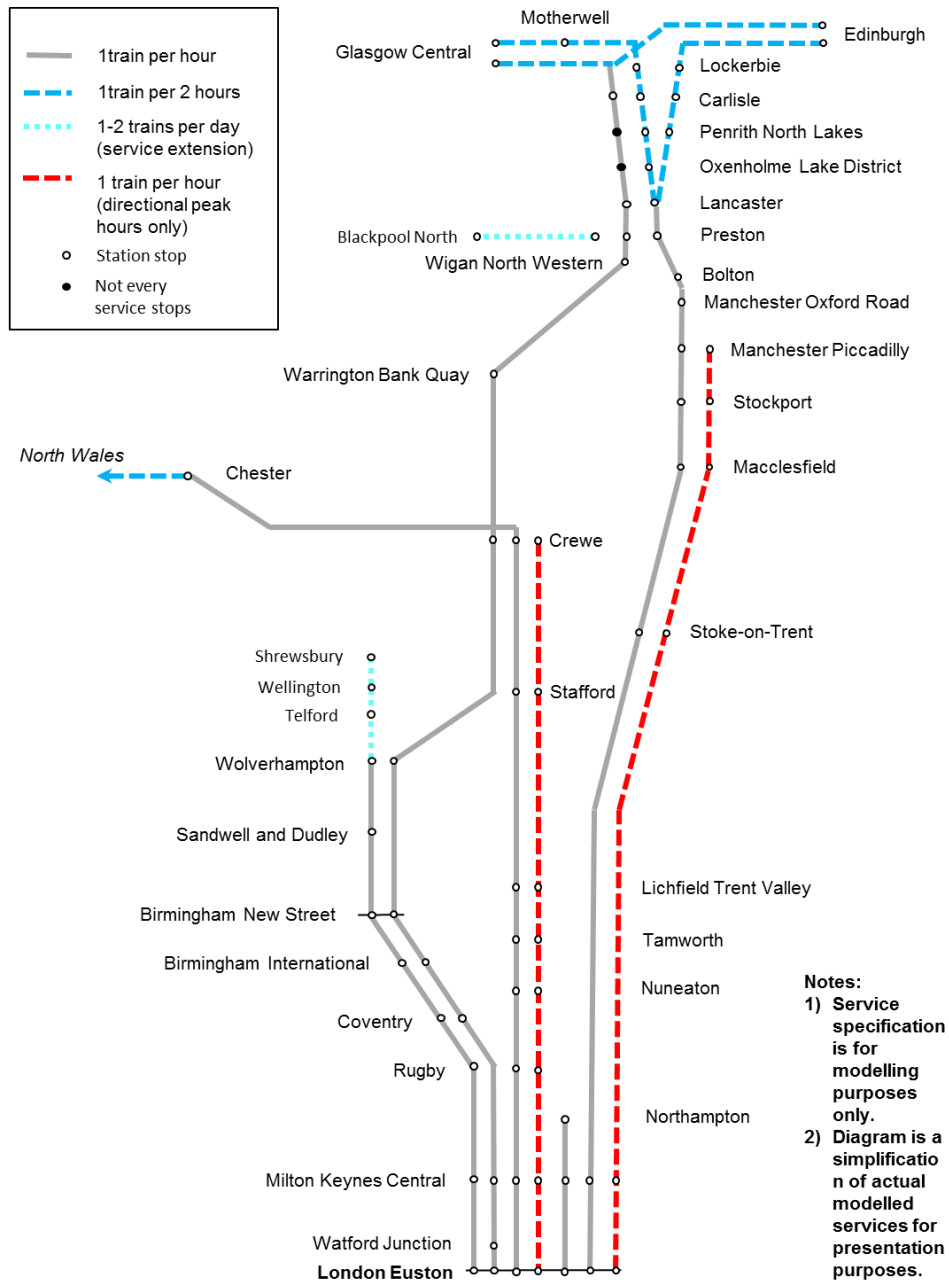 1train per hour
1train per 2 hours
1-2 trains per day
(service extension)
1 train per hour
(directional peak
hours only)
Station stop
Not every
service stops
Motherwell
Glasgow Central
Edinburgh
Lockerbie
Carlisle
Penrith North Lakes
Oxenholme Lake District
Lancaster
Blackpool North
Preston
Wigan North Western
Bolton
Manchester Oxford Road
Manchester Piccadilly
Warrington Bank Quay
Stockport
North Wales
Chester
Macclesfield
Crewe
Stoke-on-Trent
Shrewsbury
Wellington
Stafford
Telford
Wolverhampton
Sandwell and Dudley
Lichfield Trent Valley
Birmingham New Street
Tamworth
Birmingham International
Nuneaton
Coventry
Rugby
Northampton
Milton Keynes Central
Watford Junction
London Euston
Notes:
1) Service
specification
is for
modelling
purposes
only.
2) Diagram is a
simplificatio
n of actual
modelled
services for
presentation
purposes.